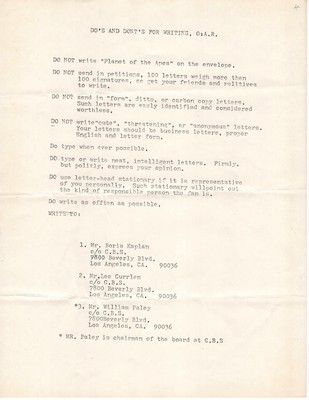 DO'S AND DONT'S FOR WRITING, O:A.R.
DO NOT write "Planet of the Apes" on the envelope.
DO NOT send in petitions, 100 letters weigh more then
100 signatures, so get your friends and relitives
to write.
DO NOT send in "form", ditto, or carbon copy letters.
Such letters are easily identified and considered
worthless.
DO NOT write"cute", "threatening", or "anonymous" letters.
Your letters should be business letters, proper
English and letter form.
Do type when ever possible.
DO type or write neat, intelligent letters. Firmly,
but politly, express your opinion.
DO use letter-head stationary if it is representative
of you personally. Such stationary willpoint out
the kind of responsible person the fan is.
DO write as offten as possible.
WRITE TO:
1. Mr. Boris Kaplan
c/o C.B.S.
7800 Beverly Blvd.
Los Angeles, CA. 90036
2. Mr.Lee Currlen
c/o C.B.S.
7800 Beverly Blvd.
Los Angeles, CA. 90036
*3. Mr. William Paley
c/o C.B.S.
7800Beverly Blvd.
Los Angeles, CA. 90036
* MR. Paley is chairman of the board at C.B.S